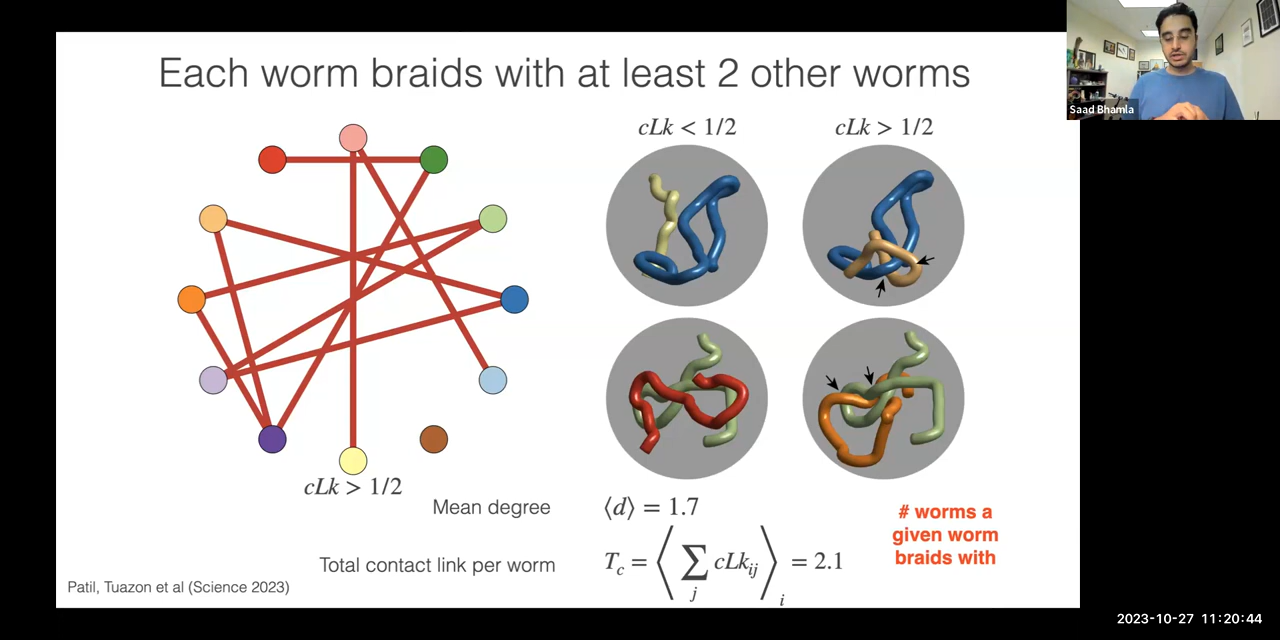 Each worm braids with at least 2 other worms
cLk < 1/2
cLk > 1/2
cLk > 1/2
Mean degree
⟨d⟩ = 1.7
Total contact link per worm
T_c = ⟨ ∑_j cLk_{ij} ⟩_i = 2.1
# worms a
given worm
braids with
Patil, Tuazon et al (Science 2023)
Saad Bhamla
2023-10-27 11:20:44